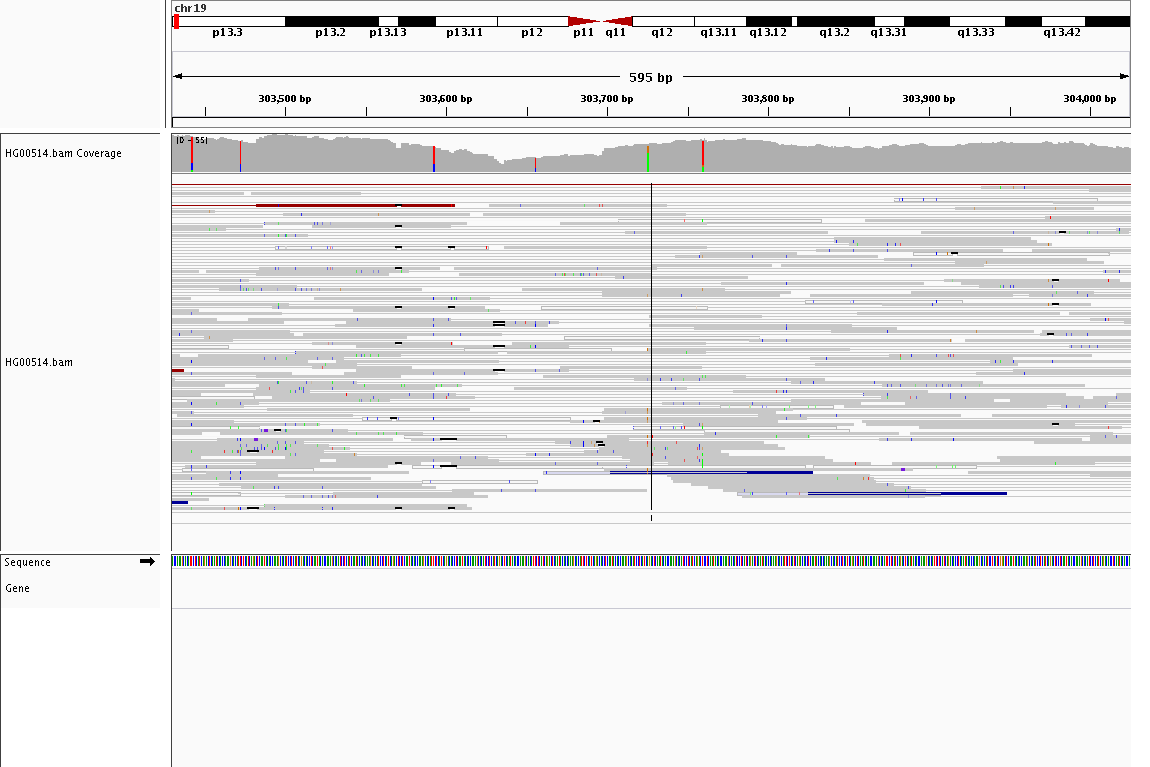 chr19
p13.3 p13.2 p13.13 p13.11 p12 p11 q11 q12 q13.11 q13.12 q13.2 q13.31 q13.33 q13.42
595 bp
303,500 bp 303,600 bp 303,700 bp 303,800 bp 303,900 bp 304,000 bp
[0 - 55]
HG00514.bam Coverage
HG00514.bam
Sequence
Gene